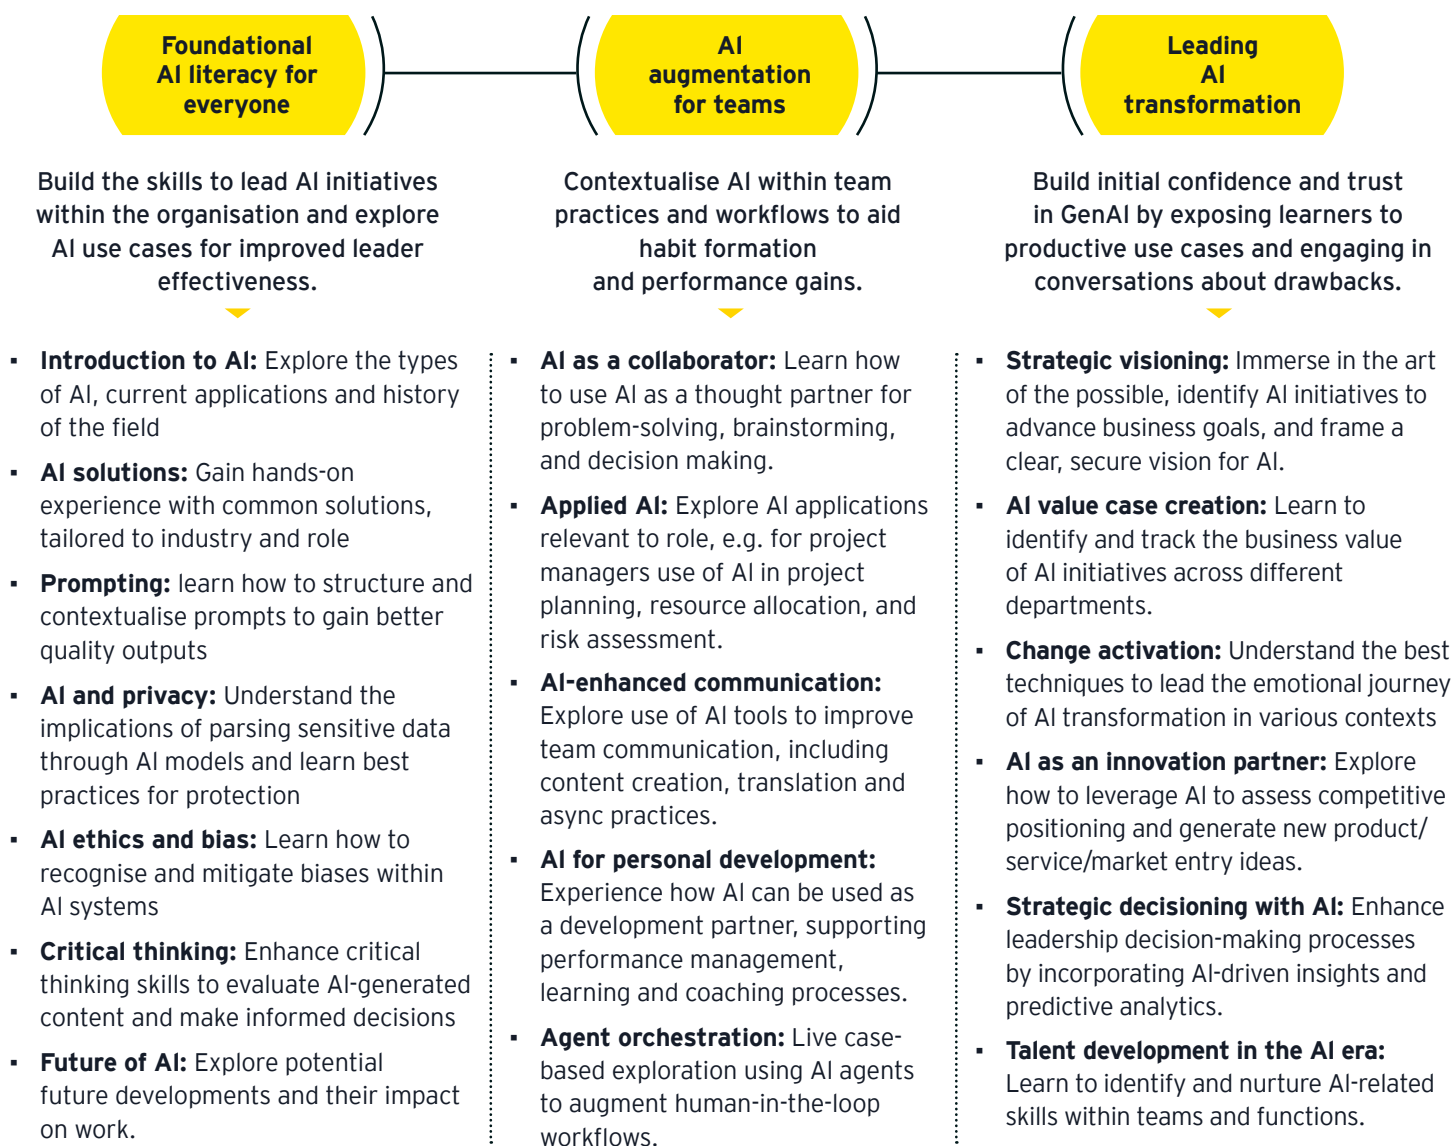 Foundational
AI literacy for
everyone
AI
augmentation
for teams
Leading
AI
transformation
Build the skills to lead AI initiatives
within the organisation and explore
AI use cases for improved leader
effectiveness.
Contextualise AI within team
practices and workflows to aid
habit formation
and performance gains.
Build initial confidence and trust
in GenAI by exposing learners to
productive use cases and engaging in
conversations about drawbacks.
▪ Introduction to AI: Explore the types
of AI, current applications and history
of the field
▪ AI solutions: Gain hands-on
experience with common solutions,
tailored to industry and role
▪ Prompting: learn how to structure and
contextualise prompts to gain better
quality outputs
▪ AI and privacy: Understand the
implications of parsing sensitive data
through AI models and learn best
practices for protection
▪ AI ethics and bias: Learn how to
recognise and mitigate biases within
AI systems
▪ Critical thinking: Enhance critical
thinking skills to evaluate AI-generated
content and make informed decisions
▪ Future of AI: Explore potential
future developments and their impact
on work.
▪ AI as a collaborator: Learn how
to use AI as a thought partner for
problem-solving, brainstorming,
and decision making.
▪ Applied AI: Explore AI applications
relevant to role, e.g. for project
managers use of AI in project
planning, resource allocation, and
risk assessment.
▪ AI-enhanced communication:
Explore use of AI tools to improve
team communication, including
content creation, translation and
async practices.
▪ AI for personal development:
Experience how AI can be used as
a development partner, supporting
performance management,
learning and coaching processes.
▪ Agent orchestration: Live case-
based exploration using AI agents
to augment human-in-the-loop
workflows.
▪ Strategic visioning: Immerse in the art
of the possible, identify AI initiatives to
advance business goals, and frame a
clear, secure vision for AI.
▪ AI value case creation: Learn to
identify and track the business value
of AI initiatives across different
departments.
▪ Change activation: Understand the best
techniques to lead the emotional journey
of AI transformation in various contexts
▪ AI as an innovation partner: Explore
how to leverage AI to assess competitive
positioning and generate new product/
service/market entry ideas.
▪ Strategic decisioning with AI: Enhance
leadership decision-making processes
by incorporating AI-driven insights and
predictive analytics.
▪ Talent development in the AI era:
Learn to identify and nurture AI-related
skills within teams and functions.